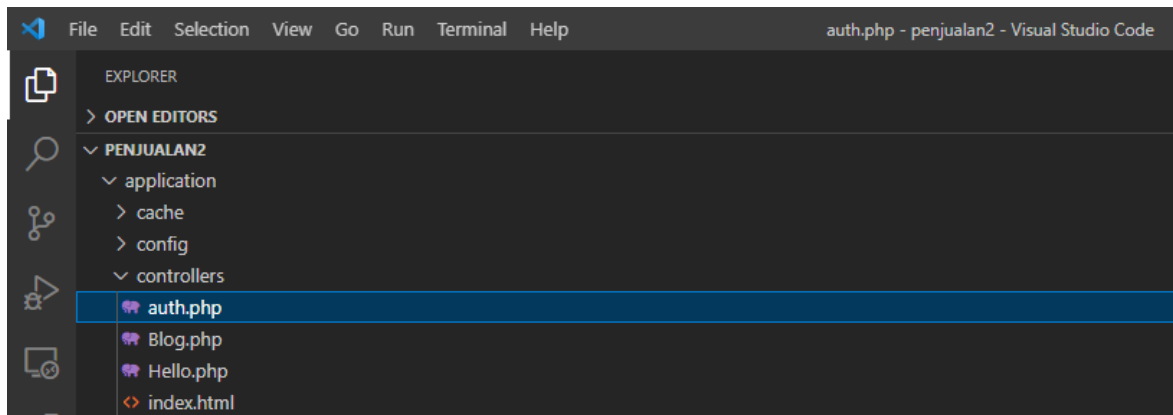 File Edit Selection View Go Run Terminal Help auth.php - penjualan2 - Visual Studio Code
EXPLORER
OPEN EDITORS
PENJUALAN2
application
cache
config
controllers
auth.php
Blog.php
Hello.php
index.html